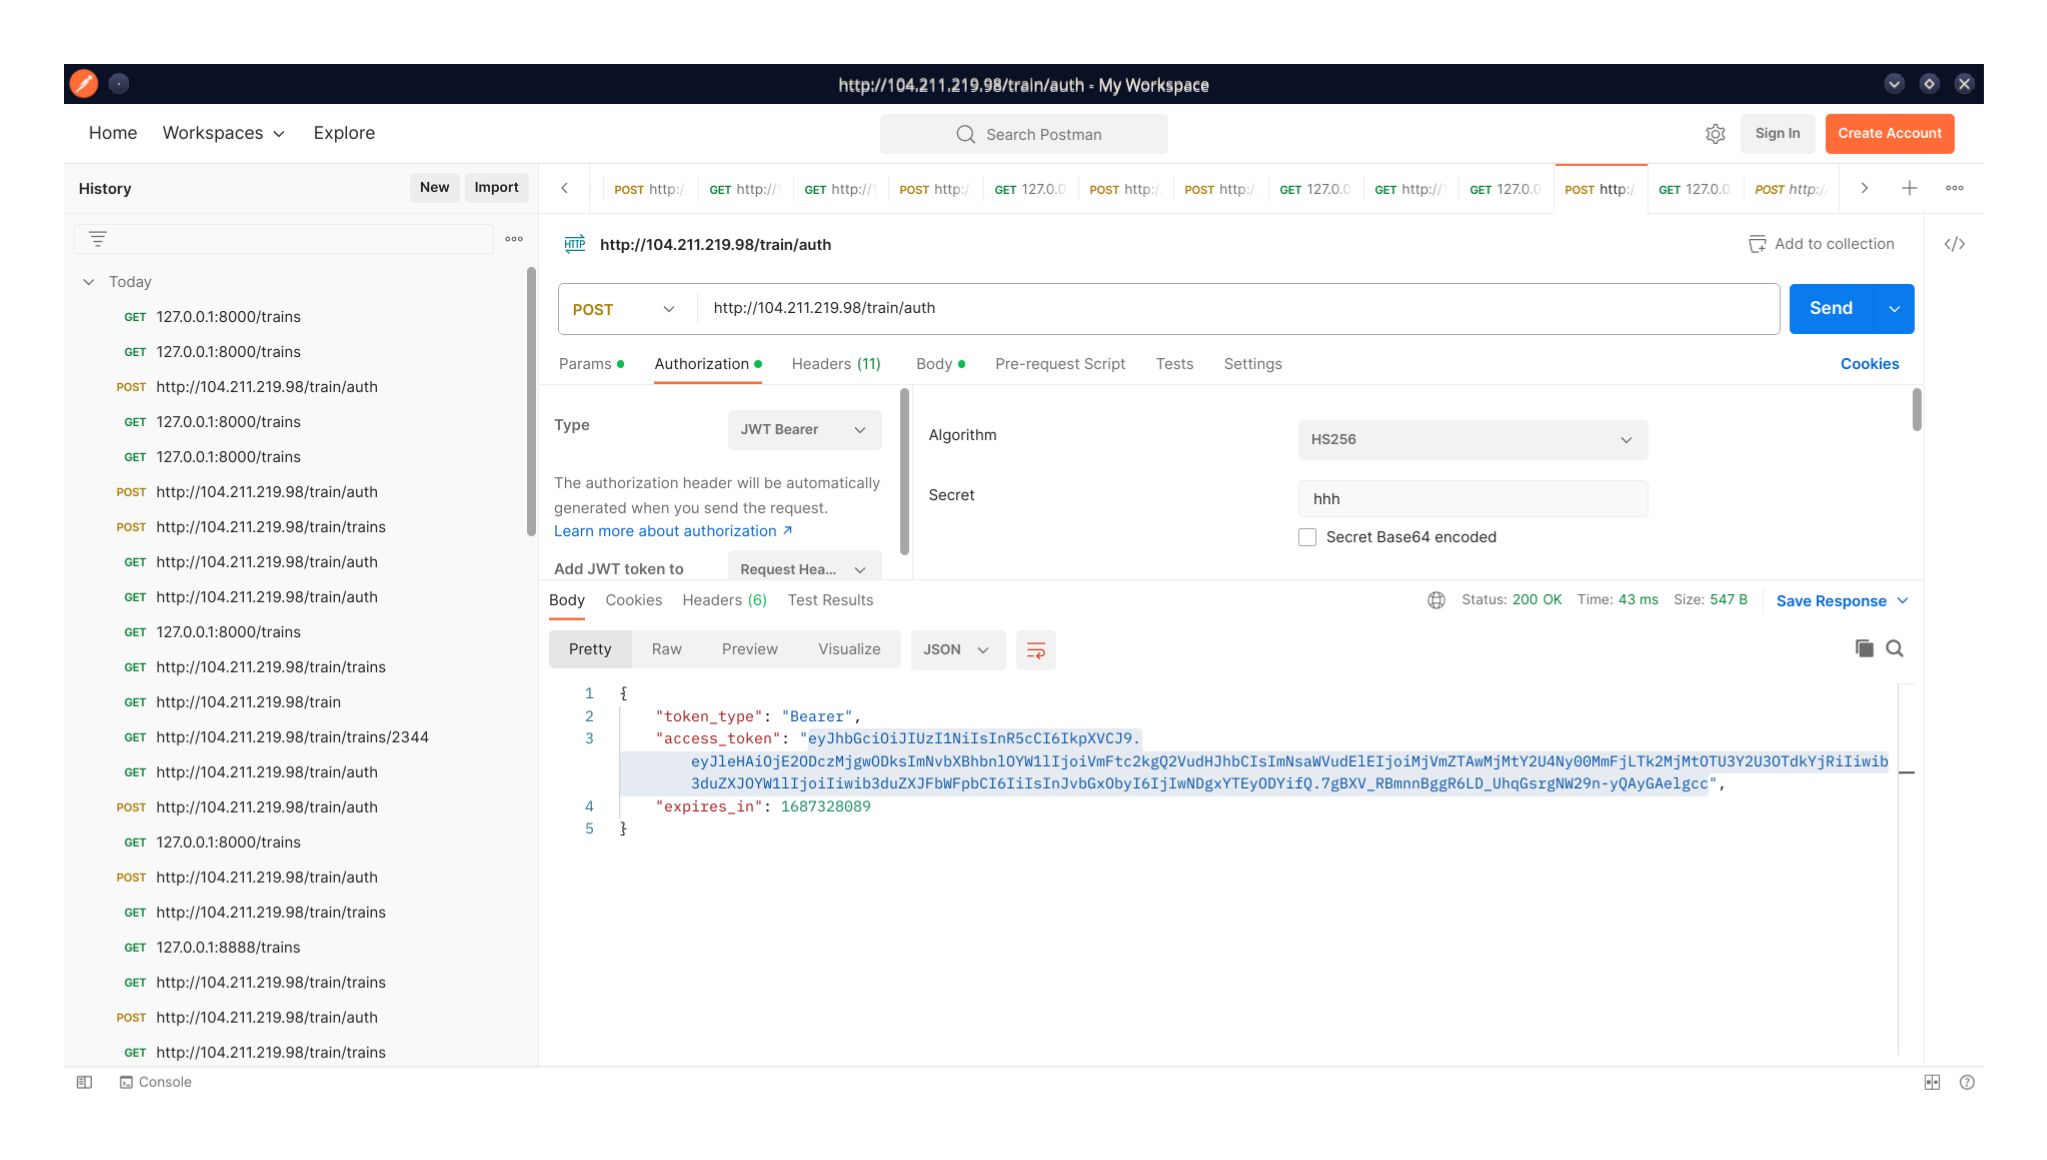 http://104.211.219.98/train/auth - My Workspace
Home Workspaces Explore
Search Postman
Sign In
Create Account
History
New
Import
POST http:/
GET http://
GET http://
POST http:/
GET 127.0.0
POST http:/
POST http:/
GET 127.0.0
GET http://
GET 127.0.0
POST http:/
GET 127.0.0
POST http:/
HTTP http://104.211.219.98/train/auth
Add to collection
Today
GET 127.0.0.1:8000/trains
GET 127.0.0.1:8000/trains
POST http://104.211.219.98/train/auth
GET 127.0.0.1:8000/trains
GET 127.0.0.1:8000/trains
POST http://104.211.219.98/train/auth
POST http://104.211.219.98/train/trains
GET http://104.211.219.98/train/auth
GET http://104.211.219.98/train/auth
GET 127.0.0.1:8000/trains
GET http://104.211.219.98/train/trains
GET http://104.211.219.98/train
GET http://104.211.219.98/train/trains/2344
GET http://104.211.219.98/train/auth
POST http://104.211.219.98/train/auth
GET 127.0.0.1:8000/trains
POST http://104.211.219.98/train/auth
GET http://104.211.219.98/train/trains
GET 127.0.0.1:8888/trains
GET http://104.211.219.98/train/trains
POST http://104.211.219.98/train/auth
GET http://104.211.219.98/train/trains
POST
http://104.211.219.98/train/auth
Send
Params Authorization Headers (11) Body Pre-request Script Tests Settings
Cookies
Type
JWT Bearer
The authorization header will be automatically
generated when you send the request.
Learn more about authorization ↗
Add JWT token to
Request Hea...
Algorithm
HS256
Secret
hhh
Secret Base64 encoded
Body Cookies Headers (6) Test Results
Status: 200 OK Time: 43 ms Size: 547 B
Save Response
Pretty Raw Preview Visualize
JSON
1 {
2 "token_type": "Bearer",
3 "access_token": "eyJhbGciOiJIUzI1NiIsInR5cCI6IkpXVCJ9.
eyJleHAiOjE2ODczMjgwODksImNvbXBhbnlOYW1lIjoiVmFtc2kgQ2VudHJhbCIsImNsaWVudElEIjoiMjVmZTAwMjMtY2U4Ny00MmFjLTk2MjMtOTU3Y2U3OTdkYjRiIiwib
3duZXJOYW1lIjoiIiwib3duZXJFbWFpbCI6IiIsInJvbGxObyI6IjIwNDgxYTEyODYifQ.7gBXV_RBmnnBggR6LD_UhqGsrgNW29n-yQAyGAelgcc",
4 "expires_in": 1687328089
5 }
Console